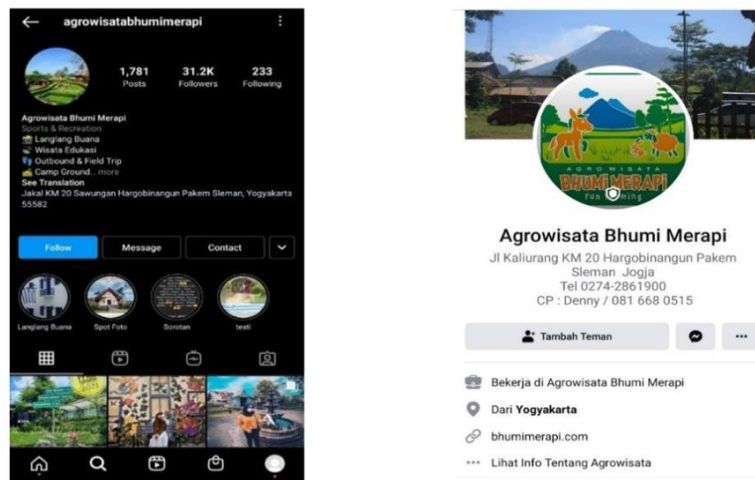 agrowisatabhumimerapi
1,781 31.2K 233
Posts Followers Following
Agrowisata Bhumi Merapi
Sports & Recreation
Langlang Buana
Wisata Edukasi
Outbound & Field Trip
Camp Ground... more
See Translation
Jakal KM 20 Sawungan Hargobinangun Pakem Sleman, Yogyakarta
55582
Follow Message Contact
Langlang Buana Spot Foto Sorotan testi
AGROWISATA
BHUMI MERAPI
Agrowisata Bhumi Merapi
Jl Kaliurang KM 20 Hargobinangun Pakem
Sleman Jogja
Tel 0274-2861900
CP : Denny / 081 668 0515
Tambah Teman
Bekerja di Agrowisata Bhumi Merapi
Dari Yogyakarta
bhumimerapi.com
Lihat Info Tentang Agrowisata